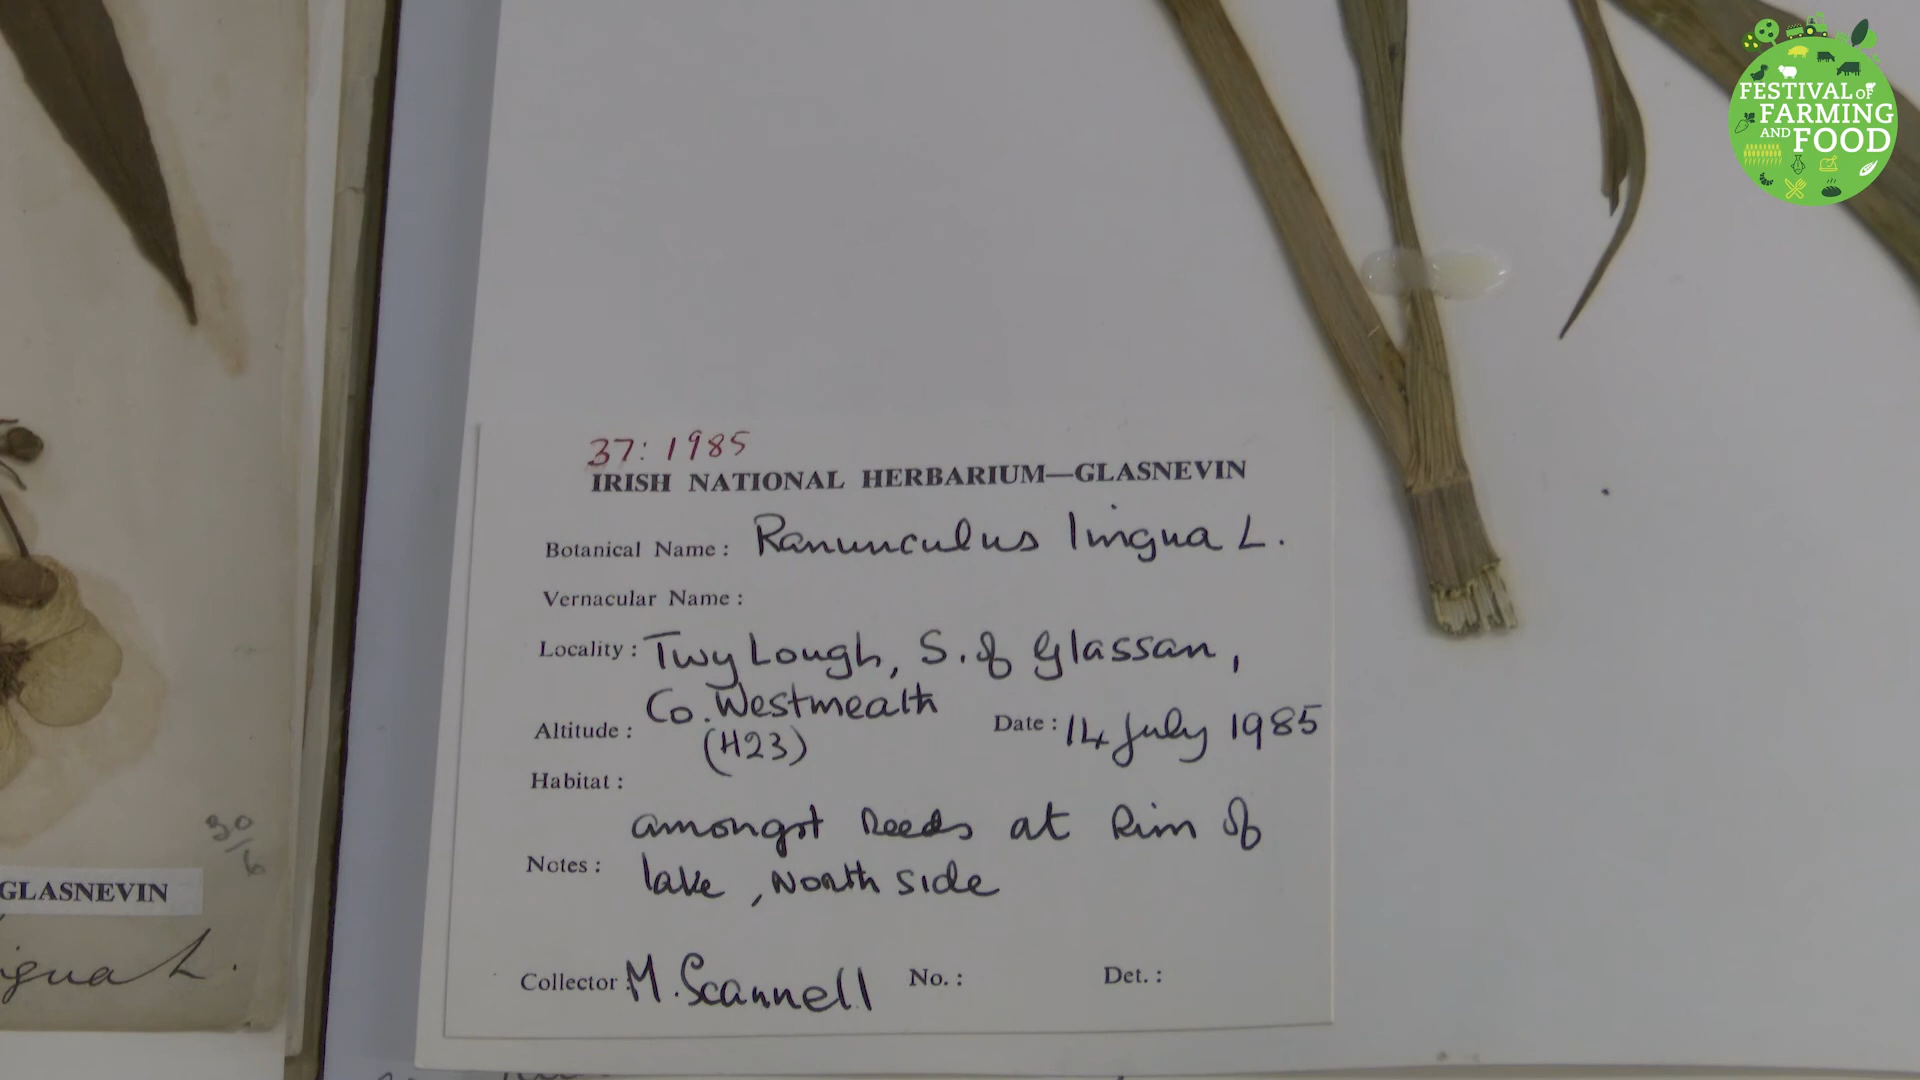 FESTIVAL OF
FARMING
AND FOOD
37: 1985
IRISH NATIONAL HERBARIUM—GLASNEVIN
Botanical Name: Ranunculus lingua L.
Vernacular Name:
Locality: Twy Lough, S. of Glassan,
Co. Westmeath
Altitude:
(H23)
Date: 14 July 1985
Habitat:
amongst reeds at rim of
Notes: lake, North side
Collector: M. Scannell No.: Det.:
30/6
GLASNEVIN
ngua L.